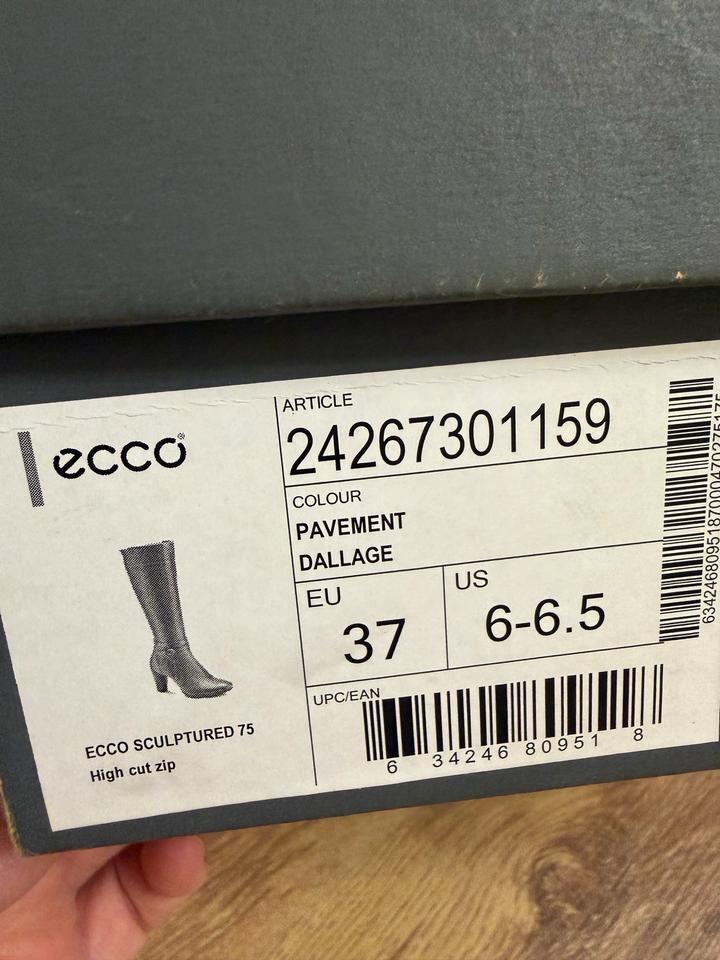 ecco
ARTICLE
24267301159
COLOUR
PAVEMENT
DALLAGE
EU
37
US
6-6.5
UPC/EAN
6 34246 80951 8
ECCO SCULPTURED 75
High cut zip